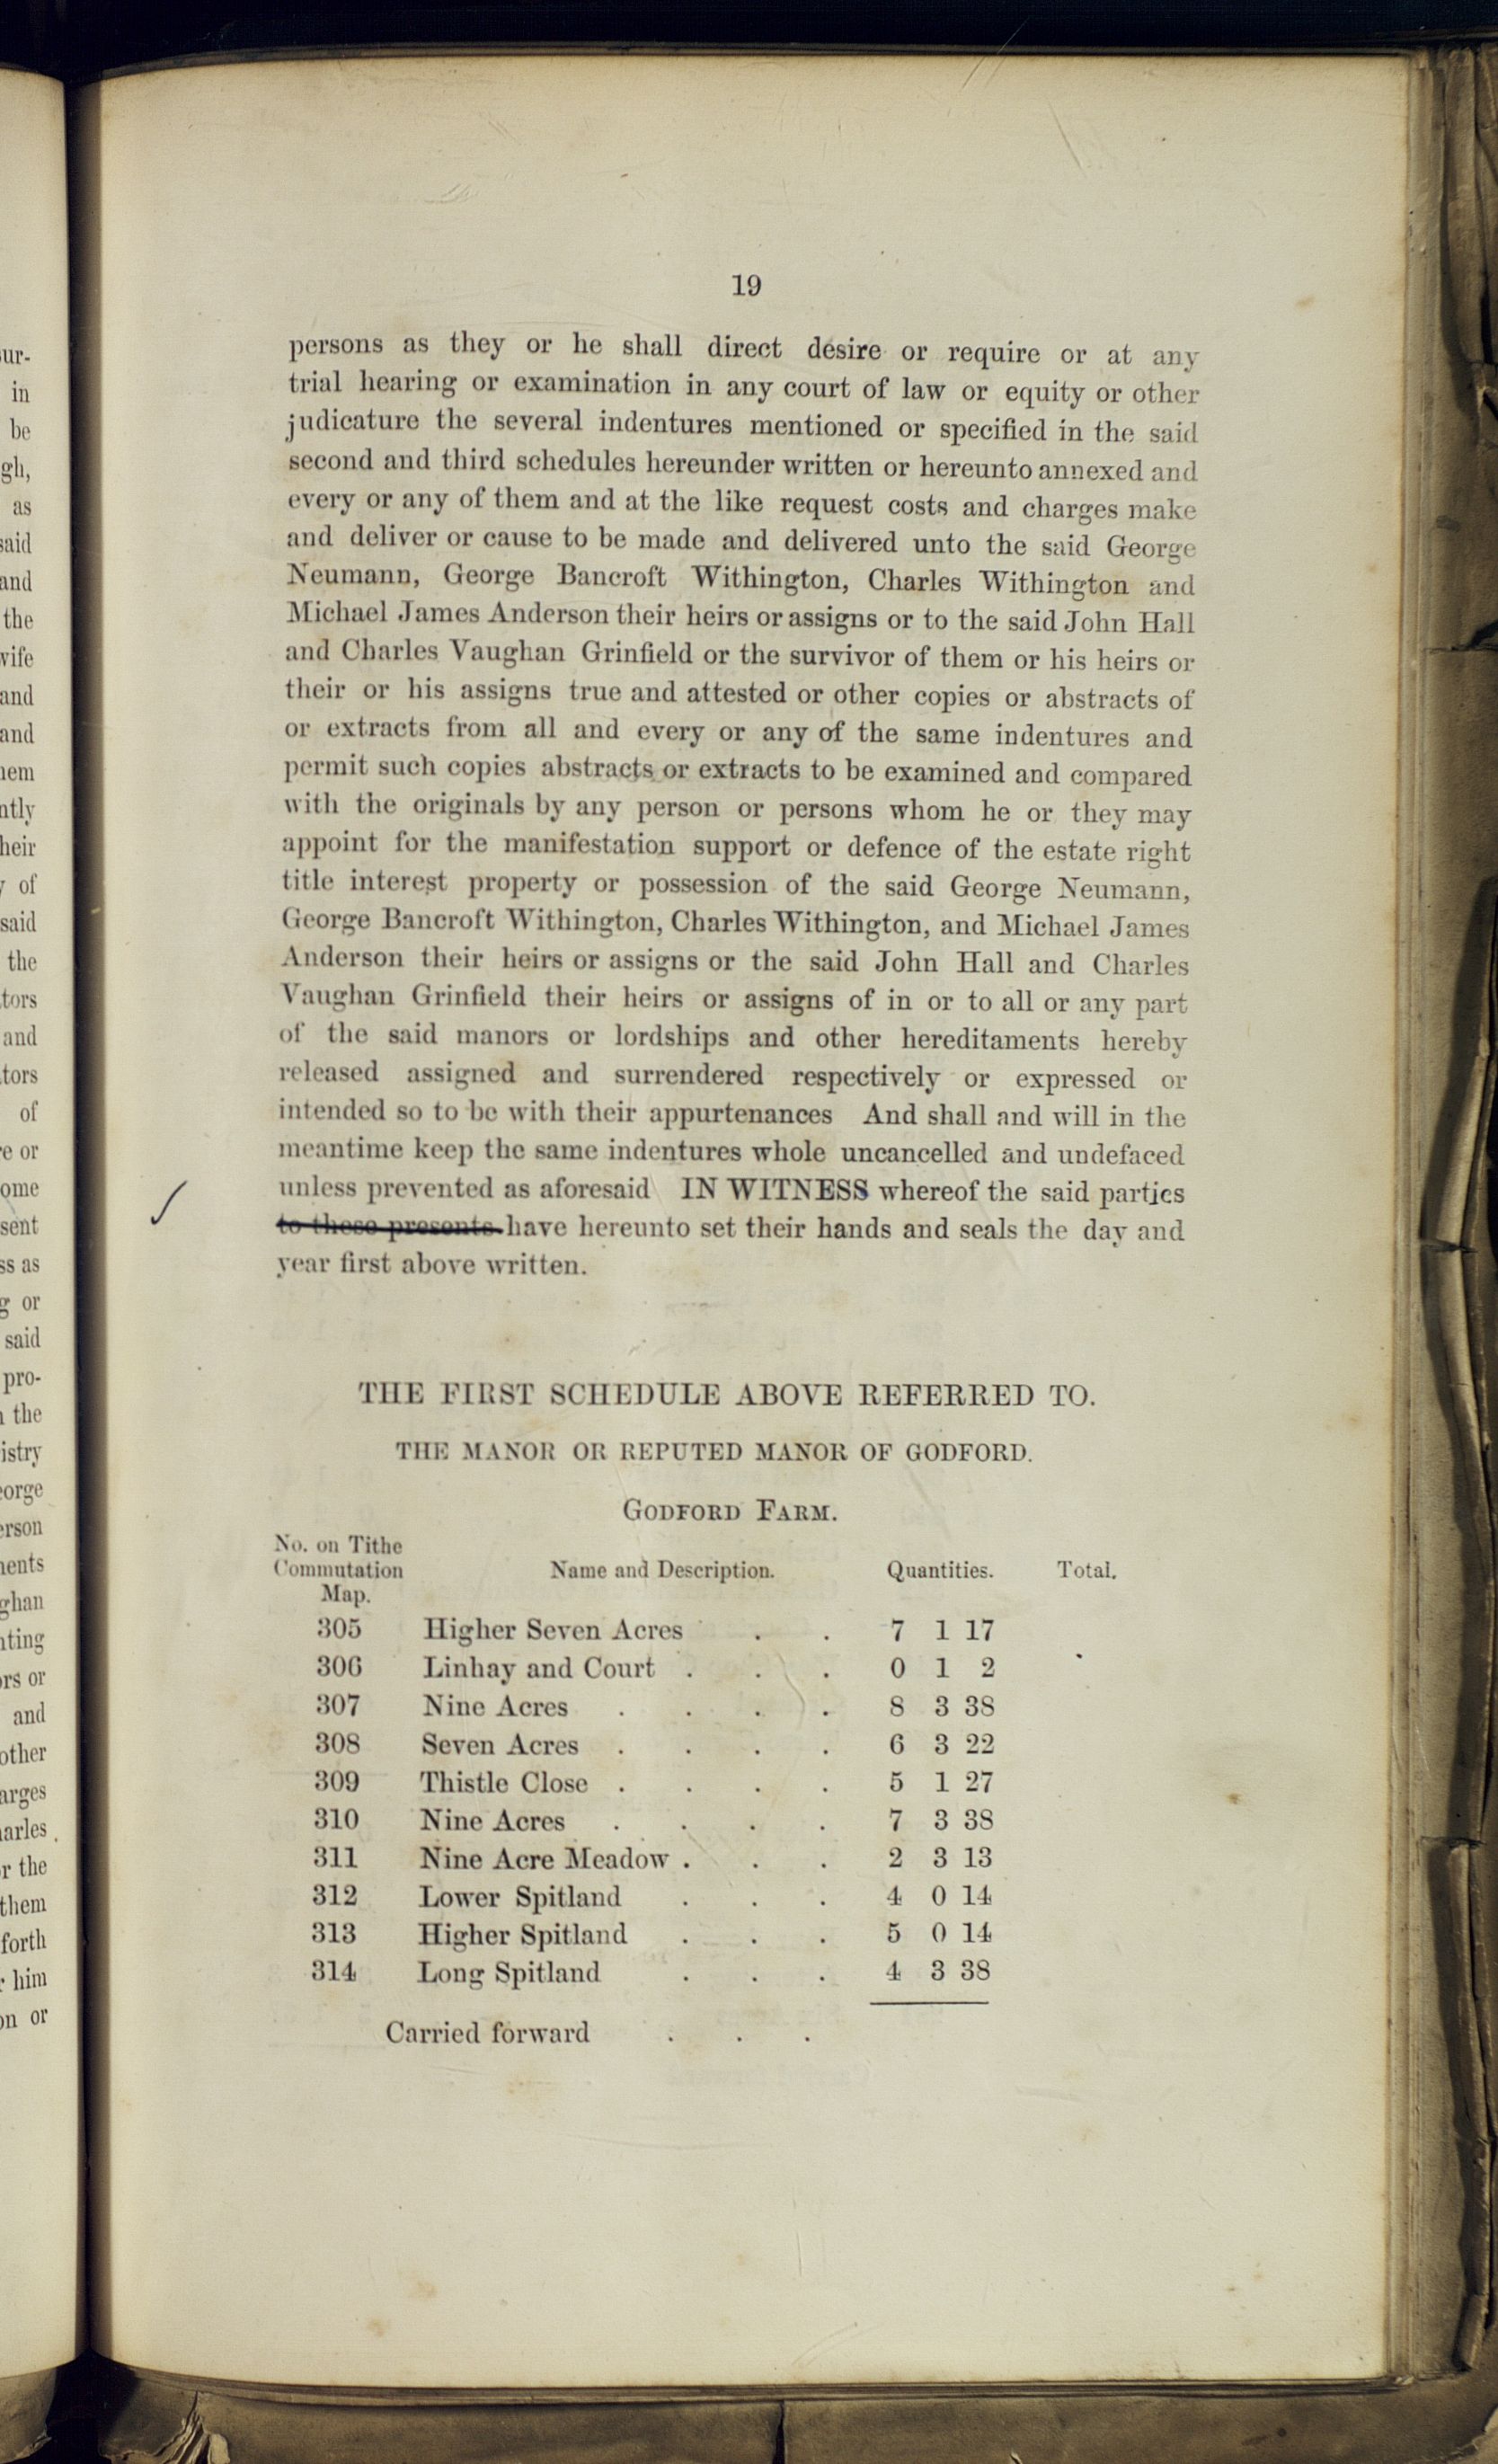 19
persons as they or he shall direct desire or require or at any
trial hearing or examination in any court of law or equity or other
judicature the several indentures mentioned or specified in the said
second and third schedules hereunder written or hereunto annexed and
every or any of them and at the like request costs and charges make
and deliver or cause to be made and delivered unto the said George
Neumann, George Bancroft Withington, Charles Withington and
Michael James Anderson their heirs or assigns or to the said John Hall
and Charles Vaughan Grinfield or the survivor of them or his heirs or
their or his assigns true and attested or other copies or abstracts of
or extracts from all and every or any of the same indentures and
permit such copies abstracts or extracts to be examined and compared
with the originals by any person or persons whom he or they may
appoint for the manifestation support or defence of the estate right
title interest property or possession of the said George Neumann,
George Bancroft Withington, Charles Withington, and Michael James
Anderson their heirs or assigns or the said John Hall and Charles
Vaughan Grinfield their heirs or assigns of in or to all or any part
of the said manors or lordships and other hereditaments hereby
released assigned and surrendered respectively or expressed or
intended so to be with their appurtenances And shall and will in the
meantime keep the same indentures whole uncancelled and undefaced
unless prevented as aforesaid IN WITNESS whereof the said parties
to these presents have hereunto set their hands and seals the day and
year first above written.
THE FIRST SCHEDULE ABOVE REFERRED TO.
THE MANOR OR REPUTED MANOR OF GODFORD.
GODFORD FARM.
No. on Tithe
Commutation Name and Description. Quantities. Total.
Map.
305 Higher Seven Acres . . 7 1 17
306 Linhay and Court . . . 0 1 2
307 Nine Acres . . . . 8 3 38
308 Seven Acres . . . . 6 3 22
309 Thistle Close . . . . 5 1 27
310 Nine Acres . . . . 7 3 38
311 Nine Acre Meadow . . . 2 3 13
312 Lower Spitland . . . 4 0 14
313 Higher Spitland . . . 5 0 14
314 Long Spitland . . . 4 3 38
Carried forward . . .